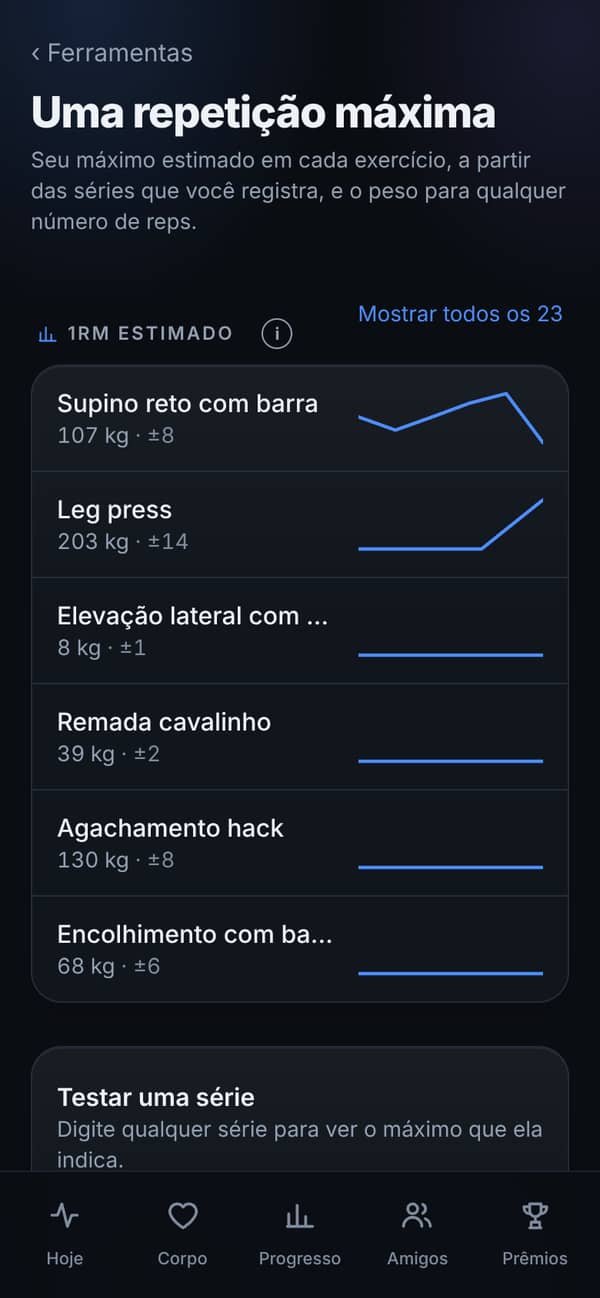 ‹ Ferramentas
Uma repetição máxima
Seu máximo estimado em cada exercício, a partir
das séries que você registra, e o peso para qualquer
número de reps.
Mostrar todos os 23
1RM ESTIMADO i
Supino reto com barra
107 kg · ±8
Leg press
203 kg · ±14
Elevação lateral com ...
8 kg · ±1
Remada cavalinho
39 kg · ±2
Agachamento hack
130 kg · ±8
Encolhimento com ba...
68 kg · ±6
Testar uma série
Digite qualquer série para ver o máximo que ela
indica.
Hoje Corpo Progresso Amigos Prêmios